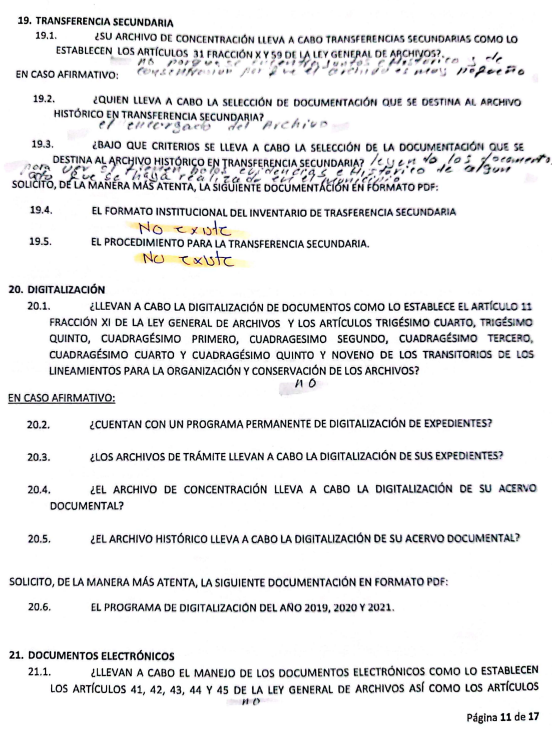 19. TRANSFERENCIA SECUNDARIA
19.1. ¿SU ARCHIVO DE CONCENTRACIÓN LLEVA A CABO TRANSFERENCIAS SECUNDARIAS COMO LO
ESTABLECEN LOS ARTÍCULOS 31 FRACCIÓN X Y 59 DE LA LEY GENERAL DE ARCHIVOS?.
no porque se juntos el Historico y de
EN CASO AFIRMATIVO: por que el archivo es muy pequeño
19.2. ¿QUIEN LLEVA A CABO LA SELECCIÓN DE DOCUMENTACIÓN QUE SE DESTINA AL ARCHIVO
HISTÓRICO EN TRANSFERENCIA SECUNDARIA?
el encorgado del Archivo
19.3. ¿BAJO QUE CRITERIOS SE LLEVA A CABO LA SELECCIÓN DE LA DOCUMENTACIÓN QUE SE
DESTINA AL ARCHIVO HISTÓRICO EN TRANSFERENCIA SECUNDARIA? leyendo los documento
para ver si tienen evidencias e Historico de algun
que se haya realizado en el municipio
SOLICITO, DE LA MANERA MÁS ATENTA, LA SIGUIENTE DOCUMENTACIÓN EN FORMATO PDF:
19.4. EL FORMATO INSTITUCIONAL DEL INVENTARIO DE TRASFERENCIA SECUNDARIA
No existe
19.5. EL PROCEDIMIENTO PARA LA TRANSFERENCIA SECUNDARIA.
No existe
20. DIGITALIZACIÓN
20.1. ¿LLEVAN A CABO LA DIGITALIZACIÓN DE DOCUMENTOS COMO LO ESTABLECE EL ARTÍCULO 11
FRACCIÓN XI DE LA LEY GENERAL DE ARCHIVOS Y LOS ARTÍCULOS TRIGÉSIMO CUARTO, TRIGÉSIMO
QUINTO, CUADRAGÉSIMO PRIMERO, CUADRAGESIMO SEGUNDO, CUADRAGÉSIMO TERCERO,
CUADRAGÉSIMO CUARTO Y CUADRAGÉSIMO QUINTO Y NOVENO DE LOS TRANSITORIOS DE LOS
LINEAMIENTOS PARA LA ORGANIZACIÓN Y CONSERVACIÓN DE LOS ARCHIVOS?
no
EN CASO AFIRMATIVO:
20.2. ¿CUENTAN CON UN PROGRAMA PERMANENTE DE DIGITALIZACIÓN DE EXPEDIENTES?
20.3. ¿LOS ARCHIVOS DE TRÁMITE LLEVAN A CABO LA DIGITALIZACIÓN DE SUS EXPEDIENTES?
20.4. ¿EL ARCHIVO DE CONCENTRACIÓN LLEVA A CABO LA DIGITALIZACIÓN DE SU ACERVO
DOCUMENTAL?
20.5. ¿EL ARCHIVO HISTÓRICO LLEVA A CABO LA DIGITALIZACIÓN DE SU ACERVO DOCUMENTAL?
SOLICITO, DE LA MANERA MÁS ATENTA, LA SIGUIENTE DOCUMENTACIÓN EN FORMATO PDF:
20.6. EL PROGRAMA DE DIGITALIZACIÓN DEL AÑO 2019, 2020 Y 2021.
21. DOCUMENTOS ELECTRÓNICOS
21.1. ¿LLEVAN A CABO EL MANEJO DE LOS DOCUMENTOS ELECTRÓNICOS COMO LO ESTABLECEN
LOS ARTÍCULOS 41, 42, 43, 44 Y 45 DE LA LEY GENERAL DE ARCHIVOS ASÍ COMO LOS ARTÍCULOS
no
Página 11 de 17